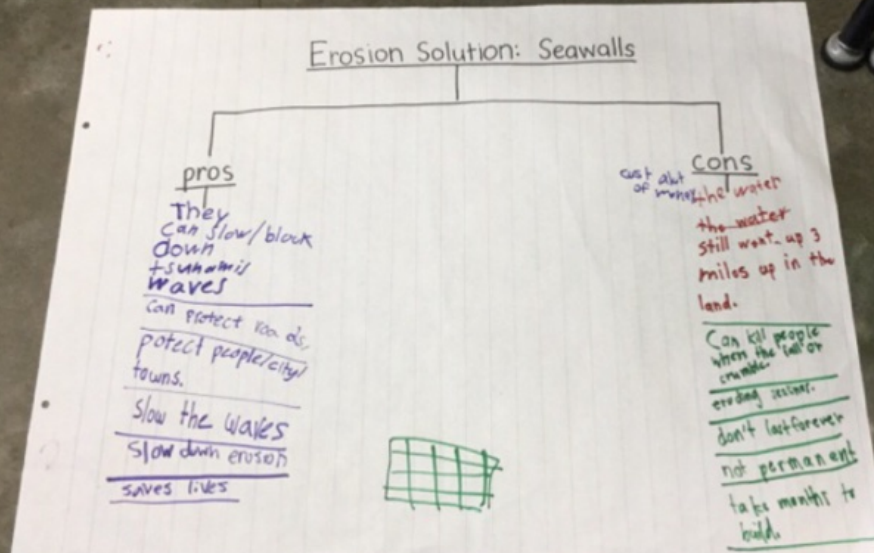 Erosion Solution: Seawalls
pros
They
can slow/block
down
tsunamis
waves
can protect roads,
potect people/city/
towns.
slow the waves
slow down erosion
saves lives
cons
cost alot
of money
the water
the water
still went up 3
miles up in the
land.
Can kill people
when the fall or
crumble.
eroding
don't last forever
not permanent
take months to
build.